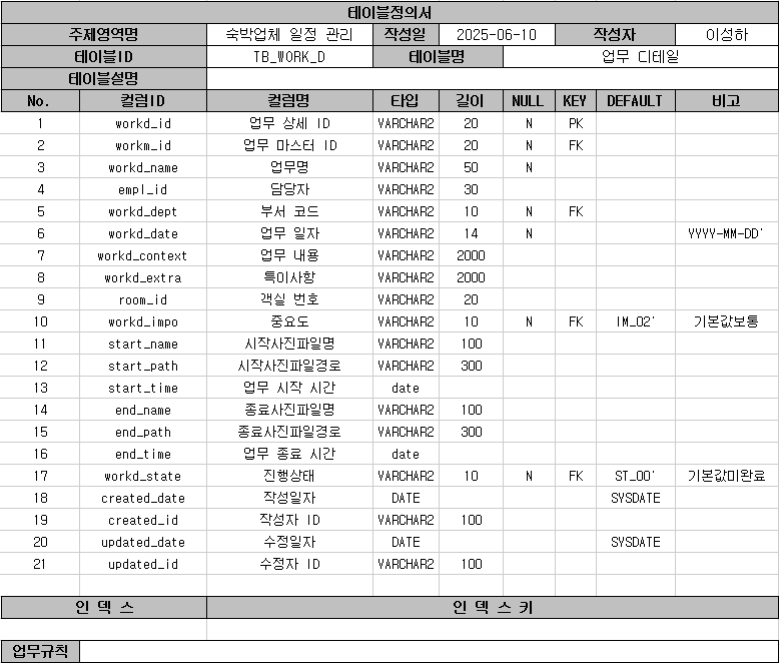 테이블정의서
주제영역명 숙박업체 일정 관리 작성일 2025-06-10 작성자 이성하
테이블ID TB_WORK_D 테이블명 업무 디테일
테이블설명
No. 컬럼ID 컬럼명 타입 길이 NULL KEY DEFAULT 비고
1 workd_id 업무 상세 ID VARCHAR2 20 N PK
2 workm_id 업무 마스터 ID VARCHAR2 20 N FK
3 workd_name 업무명 VARCHAR2 50 N
4 empl_id 담당자 VARCHAR2 30
5 workd_dept 부서 코드 VARCHAR2 10 N FK
6 workd_date 업무 일자 VARCHAR2 14 N YYYY-MM-DD'
7 workd_context 업무 내용 VARCHAR2 2000
8 workd_extra 특이사항 VARCHAR2 2000
9 room_id 객실 번호 VARCHAR2 20
10 workd_impo 중요도 VARCHAR2 10 N FK IM_02' 기본값보통
11 start_name 시작사진파일명 VARCHAR2 100
12 start_path 시작사진파일경로 VARCHAR2 300
13 start_time 업무 시작 시간 date
14 end_name 종료사진파일명 VARCHAR2 100
15 end_path 종료사진파일경로 VARCHAR2 300
16 end_time 업무 종료 시간 date
17 workd_state 진행상태 VARCHAR2 10 N FK ST_00' 기본값미완료
18 created_date 작성일자 DATE SYSDATE
19 created_id 작성자 ID VARCHAR2 100
20 updated_date 수정일자 DATE SYSDATE
21 updated_id 수정자 ID VARCHAR2 100
인 덱 스 인 덱 스 키
업무규칙